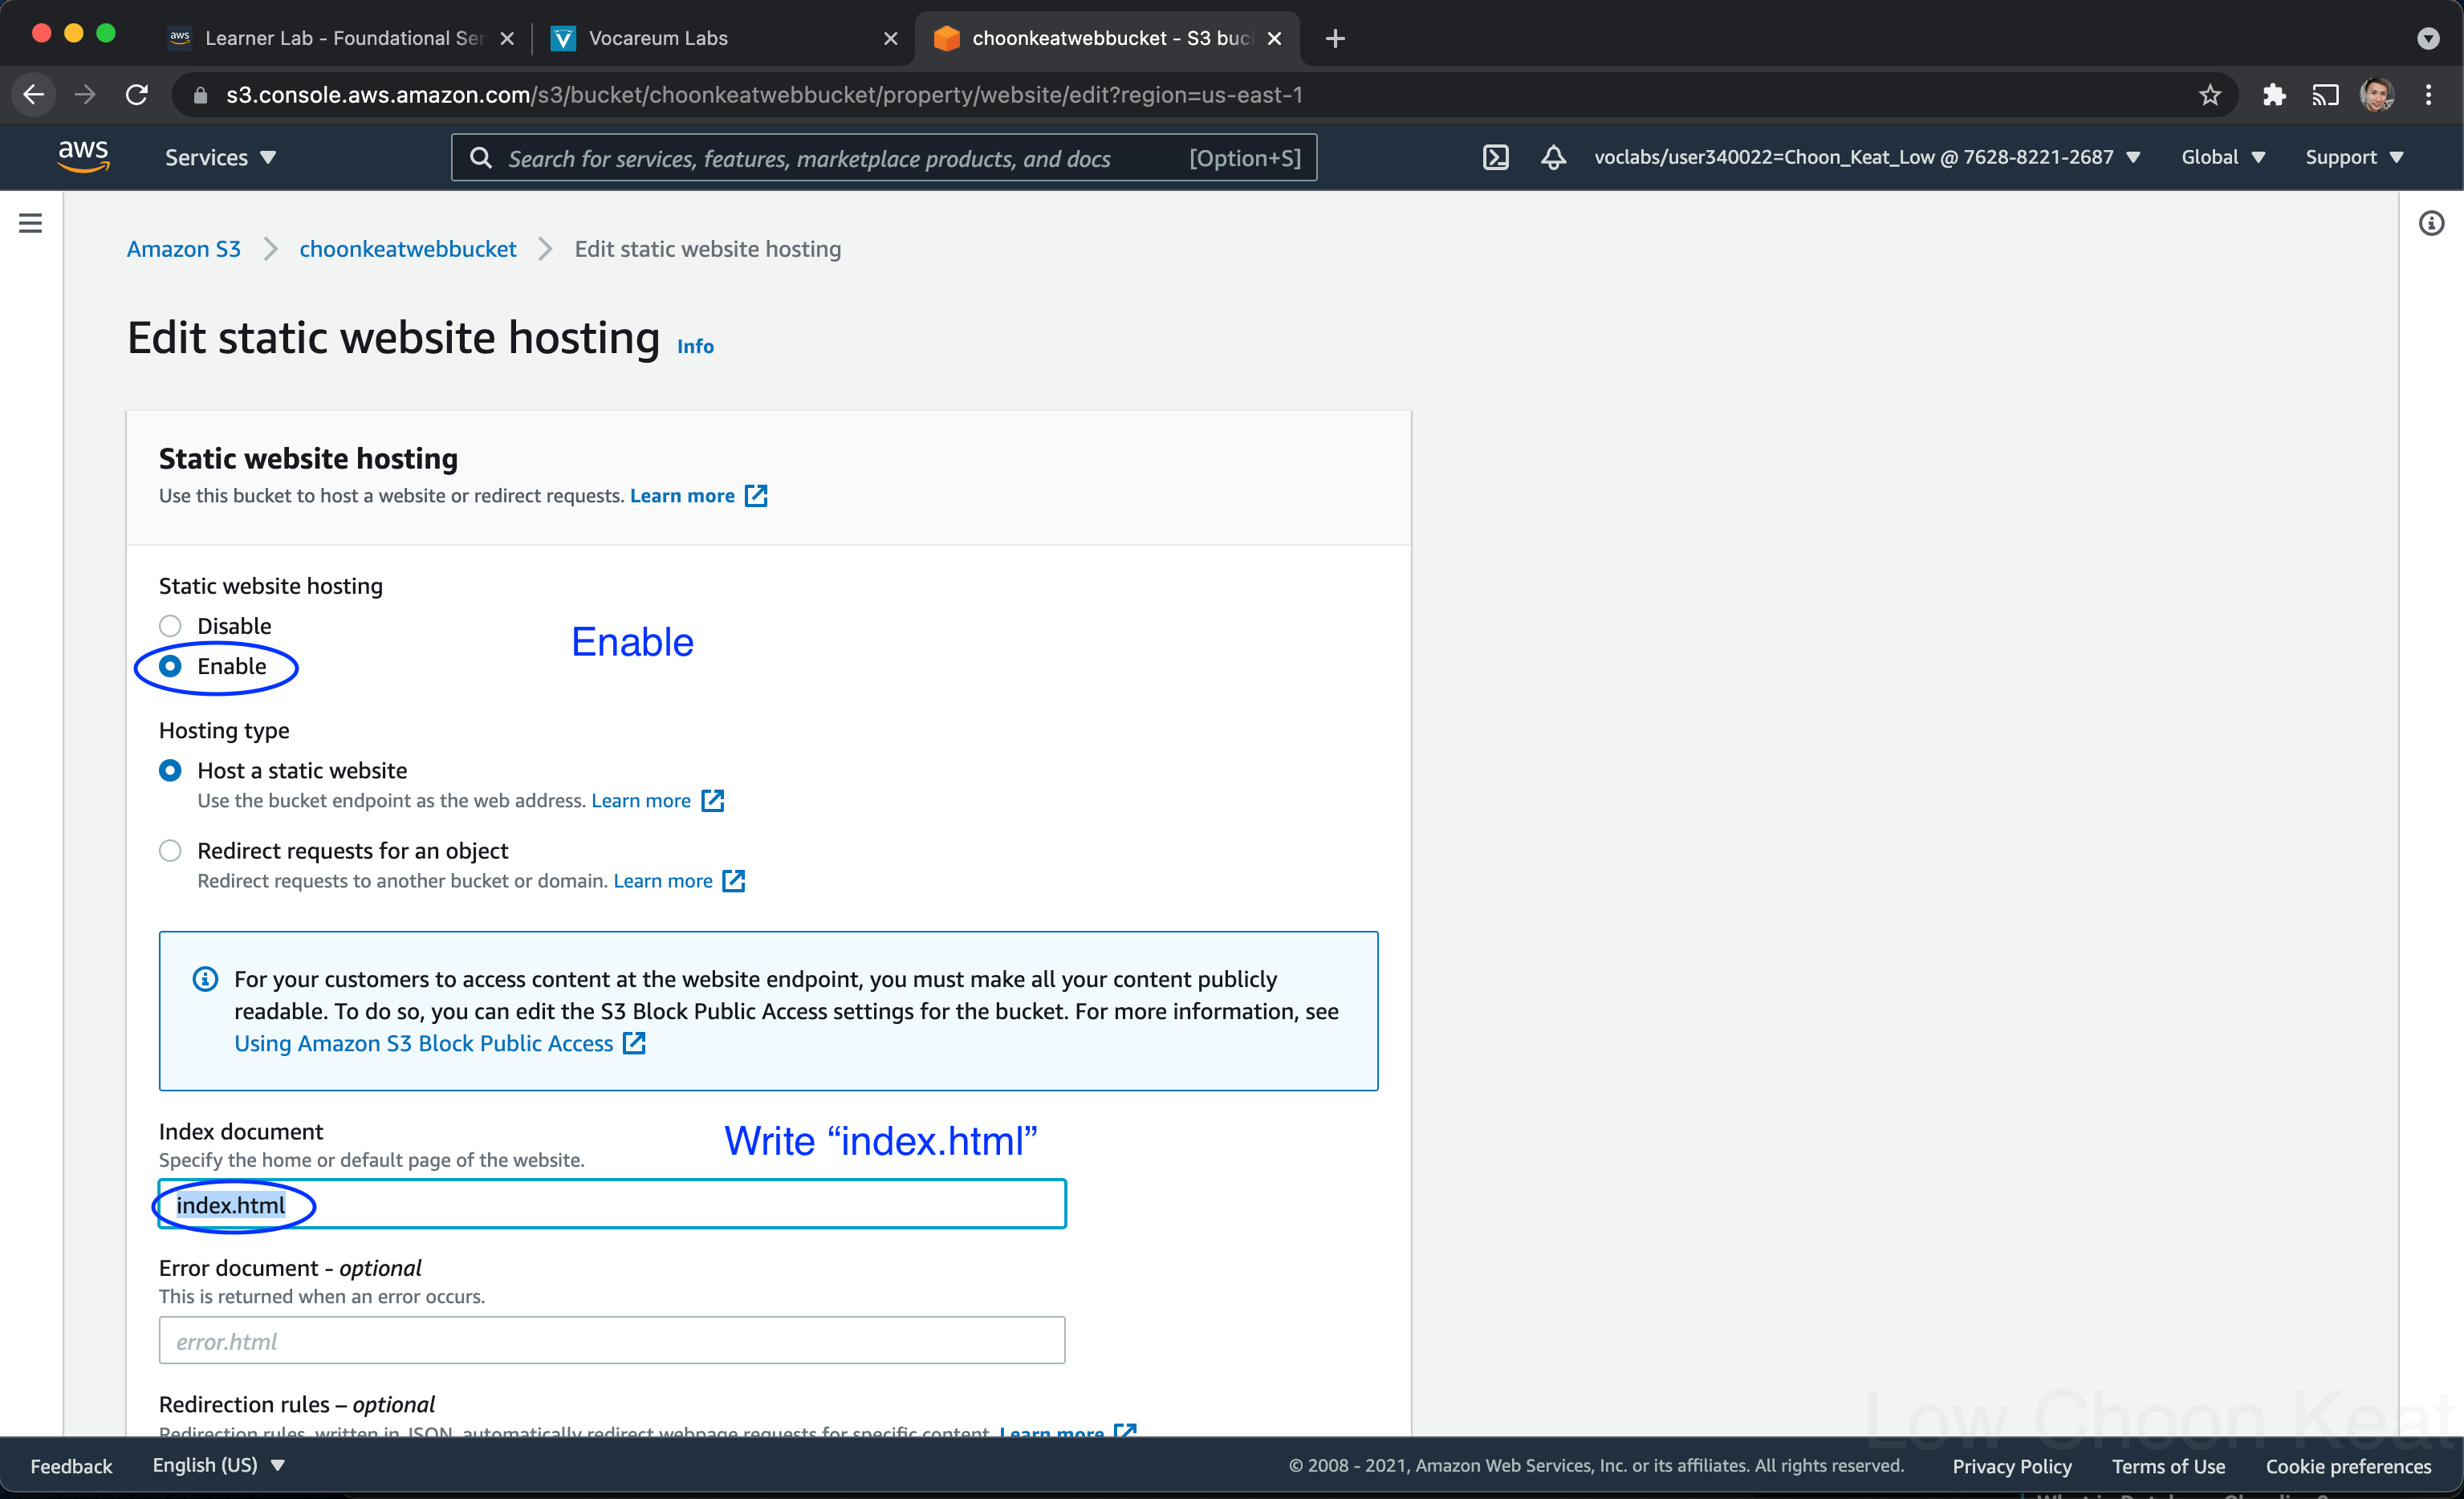 Learner Lab - Foundational Ser
Vocareum Labs
choonkeatwebbucket - S3 buc
s3.console.aws.amazon.com/s3/bucket/choonkeatwebbucket/property/website/edit?region=us-east-1
aws
Services
Search for services, features, marketplace products, and docs
[Option+S]
voclabs/user340022=Choon_Keat_Low @ 7628-8221-2687
Global
Support
Amazon S3
choonkeatwebbucket
Edit static website hosting
Edit static website hosting Info
Static website hosting
Use this bucket to host a website or redirect requests. Learn more
Static website hosting
Disable
Enable
Enable
Hosting type
Host a static website
Use the bucket endpoint as the web address. Learn more
Redirect requests for an object
Redirect requests to another bucket or domain. Learn more
For your customers to access content at the website endpoint, you must make all your content publicly
readable. To do so, you can edit the S3 Block Public Access settings for the bucket. For more information, see
Using Amazon S3 Block Public Access
Index document
Write “index.html”
Specify the home or default page of the website.
index.html
Error document - optional
This is returned when an error occurs.
error.html
Redirection rules – optional
Redirection rules, written in JSON, automatically redirect webpage requests for specific content. Learn more
Low Choon Keat
Feedback
English (US)
© 2008 - 2021, Amazon Web Services, Inc. or its affiliates. All rights reserved.
Privacy Policy
Terms of Use
Cookie preferences